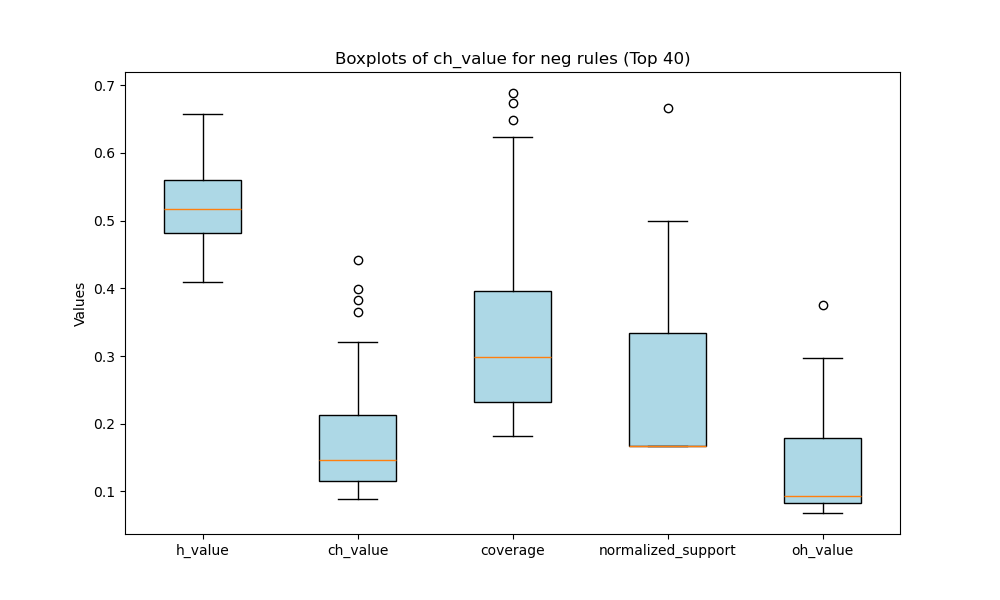 Boxplots of ch_value for neg rules (Top 40)
Values
0.7
0.6
0.5
0.4
0.3
0.2
0.1
h_value
ch_value
coverage
normalized_support
oh_value